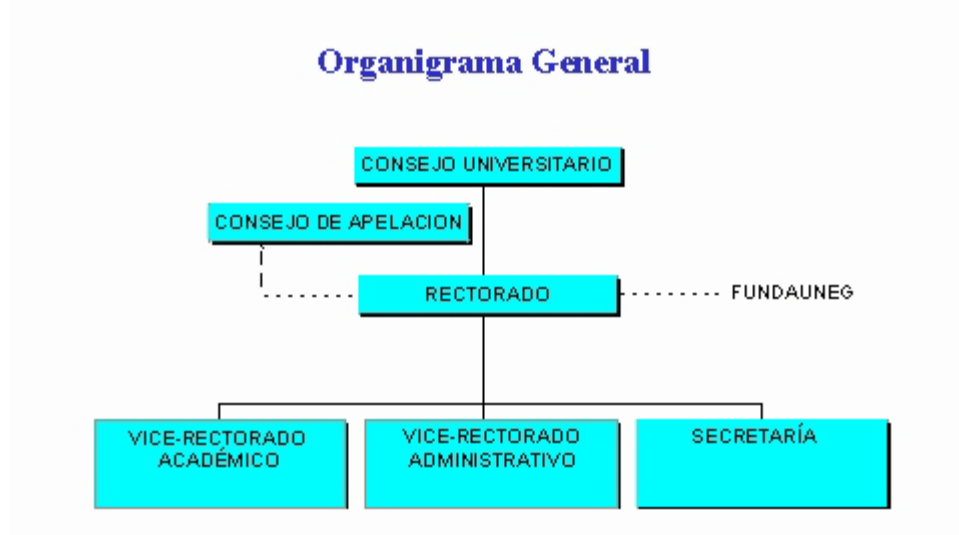 Organigrama General
CONSEJO UNIVERSITARIO
CONSEJO DE APELACION
RECTORADO
FUNDAUNEG
VICE-RECTORADO
ACADÉMICO
VICE-RECTORADO
ADMINISTRATIVO
SECRETARÍA